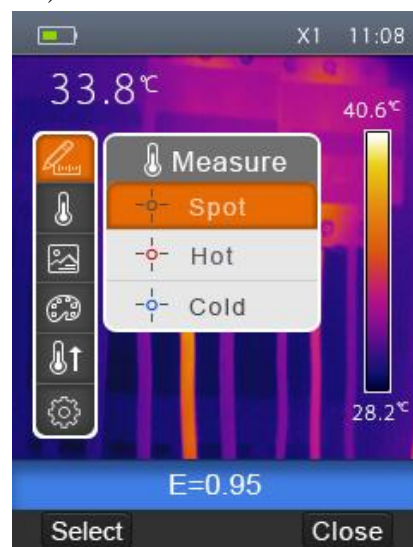 X1 11:08
33.8℃
40.6℃
Measure
Spot
Hot
Cold
28.2℃
E=0.95
Select Close